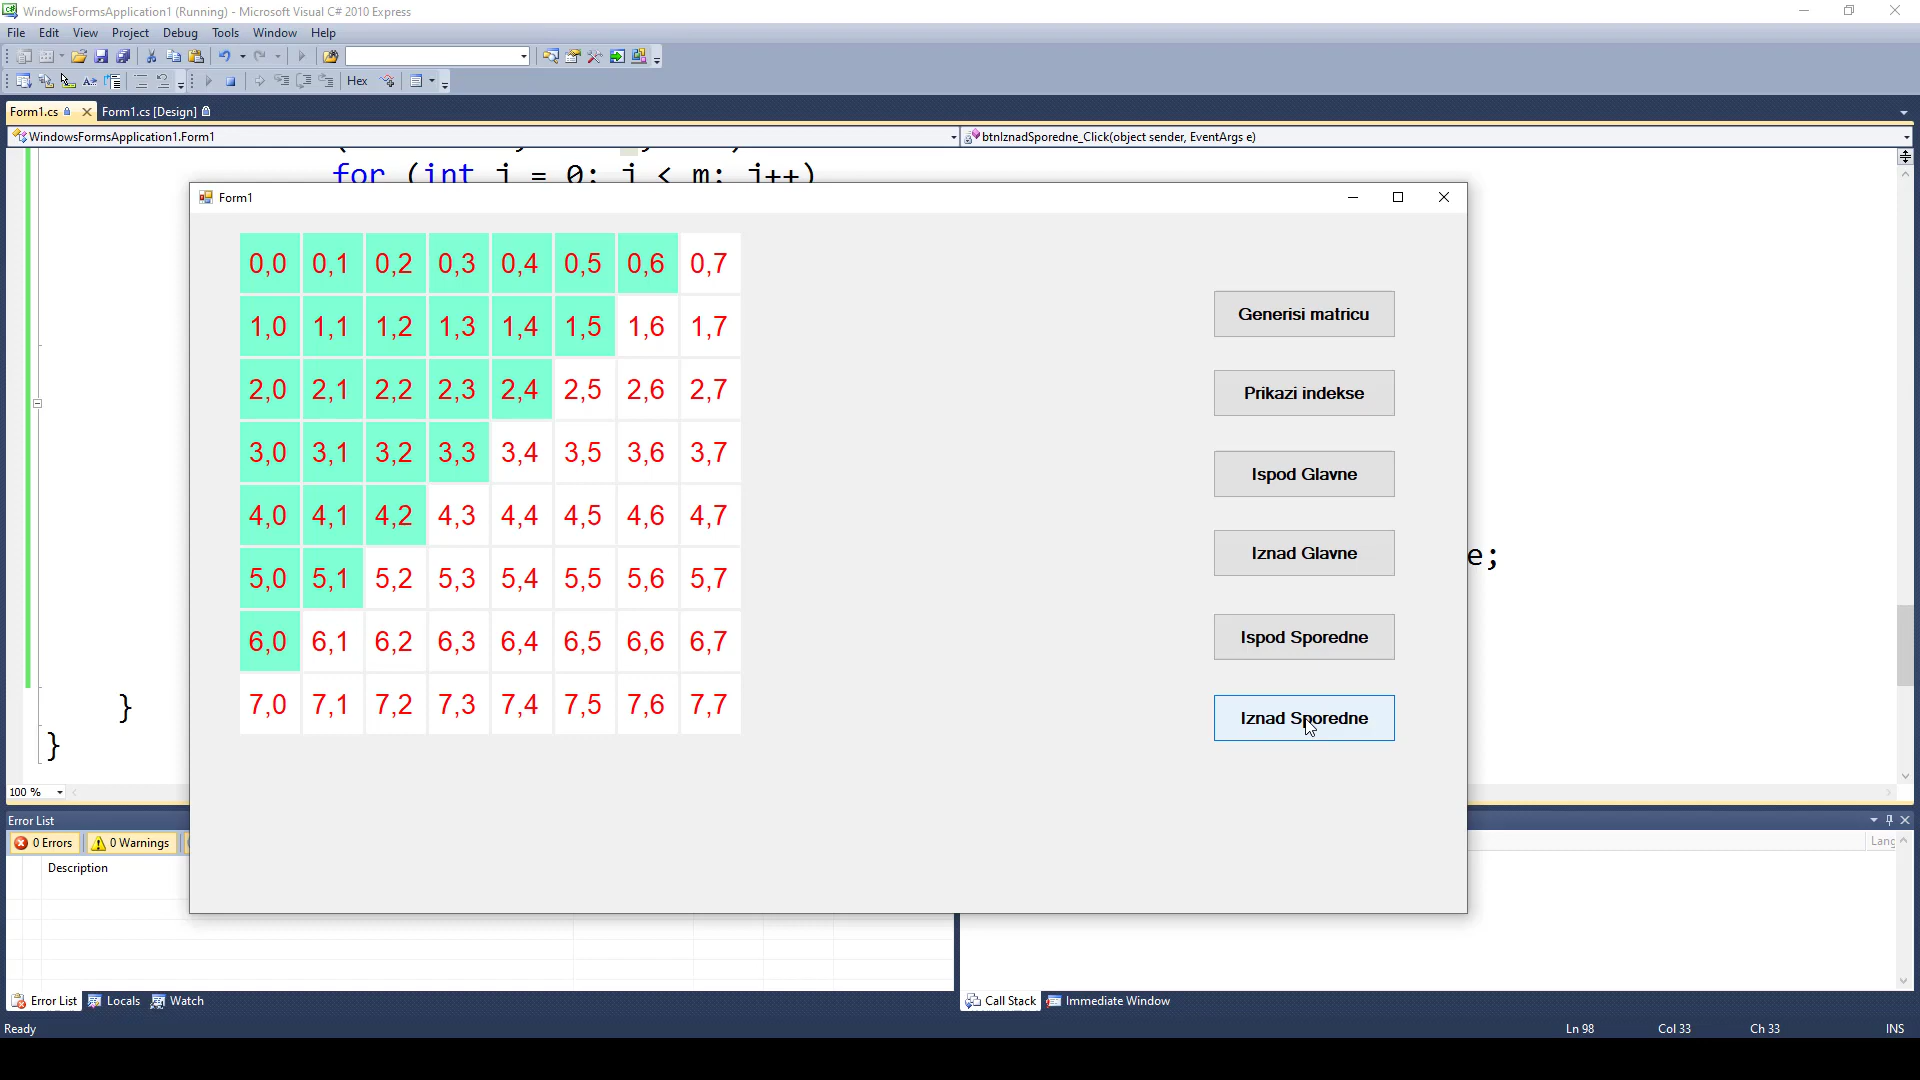 WindowsFormsApplication1 (Running) - Microsoft Visual C# 2010 Express
File Edit View Project Debug Tools Window Help
Hex
Form1.cs Form1.cs [Design]
WindowsFormsApplication1.Form1 btnIznadSporedne_Click(object sender, EventArgs e)
for (int j = 0; j < m; j++)
Form1
0,0 0,1 0,2 0,3 0,4 0,5 0,6 0,7
1,0 1,1 1,2 1,3 1,4 1,5 1,6 1,7
2,0 2,1 2,2 2,3 2,4 2,5 2,6 2,7
3,0 3,1 3,2 3,3 3,4 3,5 3,6 3,7
4,0 4,1 4,2 4,3 4,4 4,5 4,6 4,7
5,0 5,1 5,2 5,3 5,4 5,5 5,6 5,7
6,0 6,1 6,2 6,3 6,4 6,5 6,6 6,7
7,0 7,1 7,2 7,3 7,4 7,5 7,6 7,7
Generisi matricu
Prikazi indekse
Ispod Glavne
Iznad Glavne
Ispod Sporedne
Iznad Sporedne
e;
}
}
100 %
Error List
0 Errors 0 Warnings
Description
Lang
Error List Locals Watch
Call Stack Immediate Window
Ready Ln 98 Col 33 Ch 33 INS